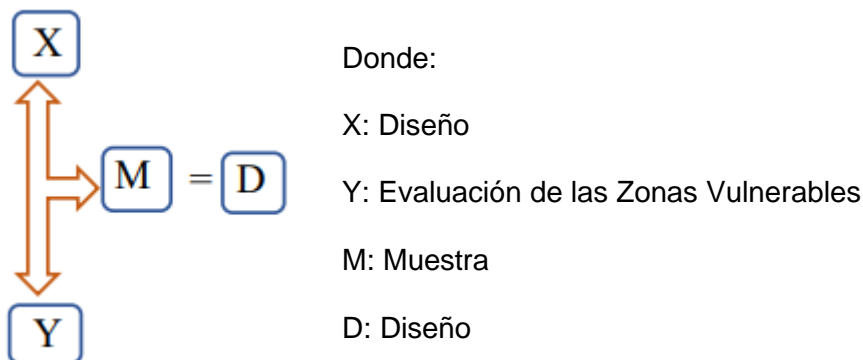 X
Donde:
X: Diseño
M = D
Y: Evaluación de las Zonas Vulnerables
M: Muestra
Y
D: Diseño